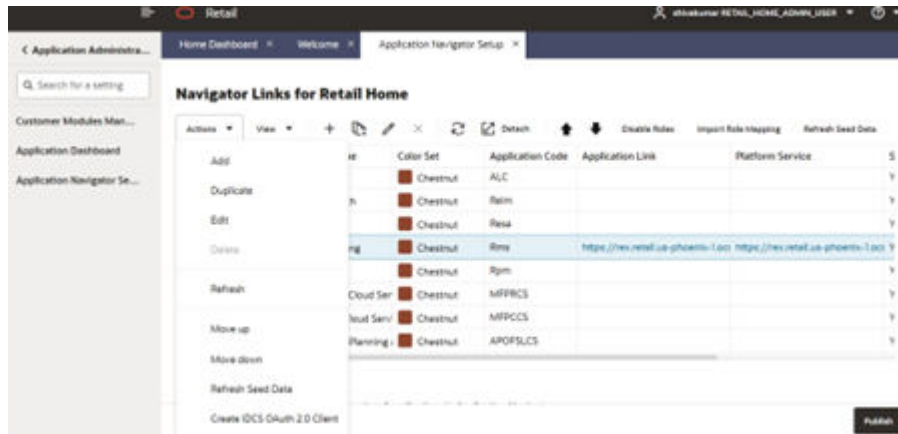 Retail
shivakumar RETAIL_HOME_ADMIN_USER
Application Administra...
Home Dashboard
Welcome
Application Navigator Setup
Search for a setting
Customer Modules Man...
Application Dashboard
Application Navigator Se...
Navigator Links for Retail Home
Actions View Detach Disable Roles Import Role Mapping Refresh Seed Data
Color Set Application Code Application Link Platform Service S
Chestnut ALC Y
Chestnut Reim Y
Chestnut Resa Y
ng Chestnut Rms Y
Chestnut Rpm Y
Cloud Ser Chestnut MFPRCS Y
Chestnut MFPCCS Y
Planning Chestnut Y
Add
Duplicate
Edit
Delete
Refresh
Move up
Move down
Refresh Seed Data
Create IDCS OAuth 2.0 Client
Publish